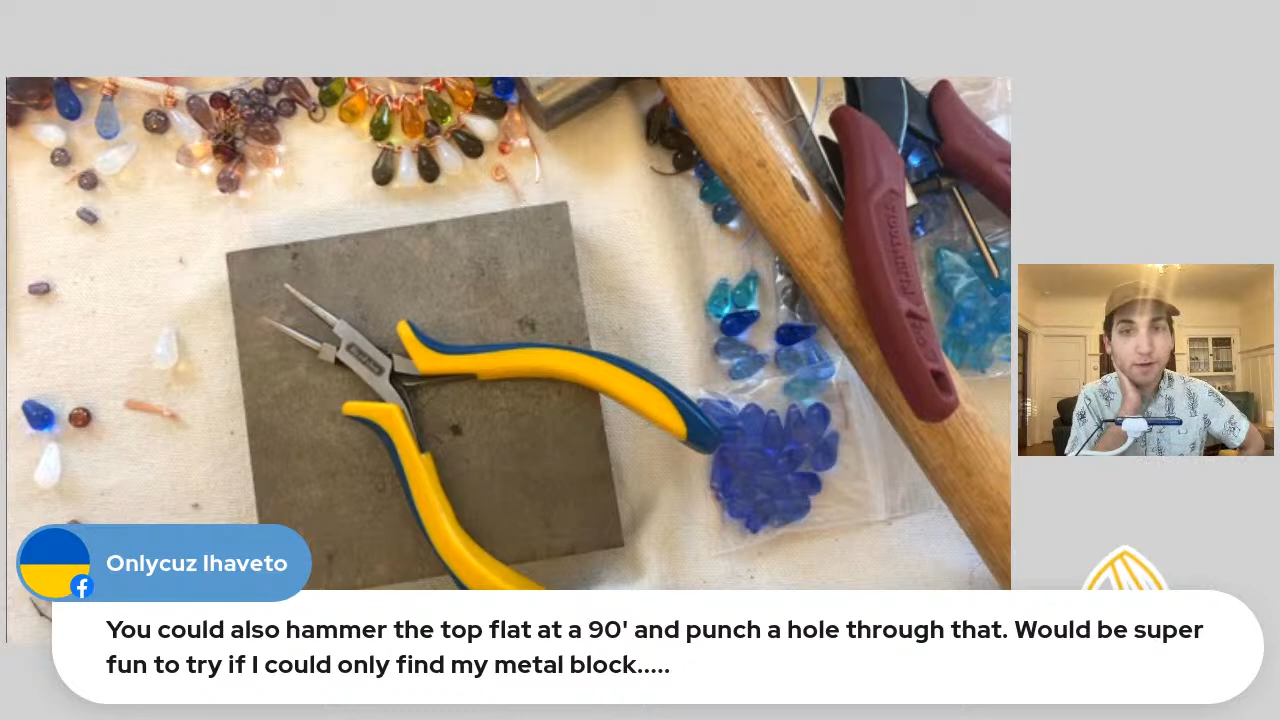 Onlycuz Ihaveto
You could also hammer the top flat at a 90' and punch a hole through that. Would be super
fun to try if I could only find my metal block.....